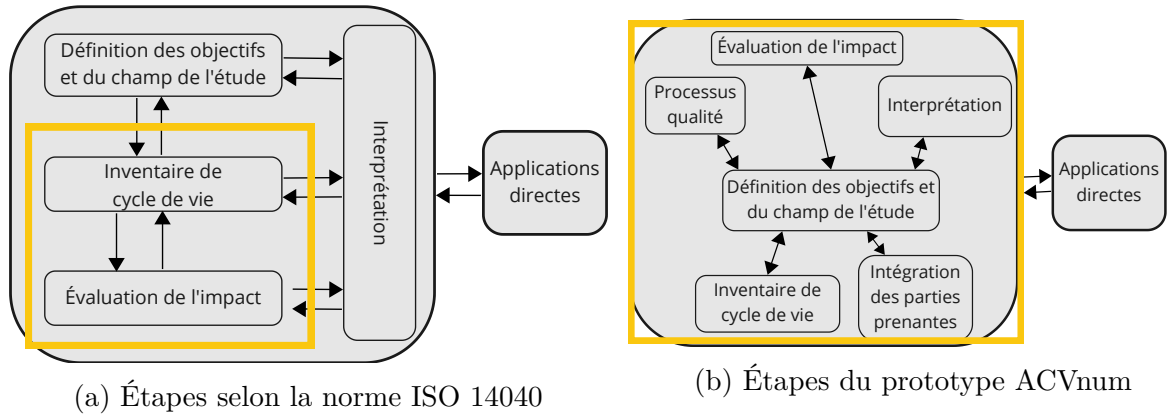 Définition des objectifs
et du champ de l'étude
Inventaire de
cycle de vie
Évaluation de l'impact
Interprétation
Applications
directes
(a) Étapes selon la norme ISO 14040
Évaluation de l'impact
Processus
qualité
Interprétation
Définition des objectifs et
du champ de l'étude
Inventaire de
cycle de vie
Intégration
des parties
prenantes
Applications
directes
(b) Étapes du prototype ACVnum